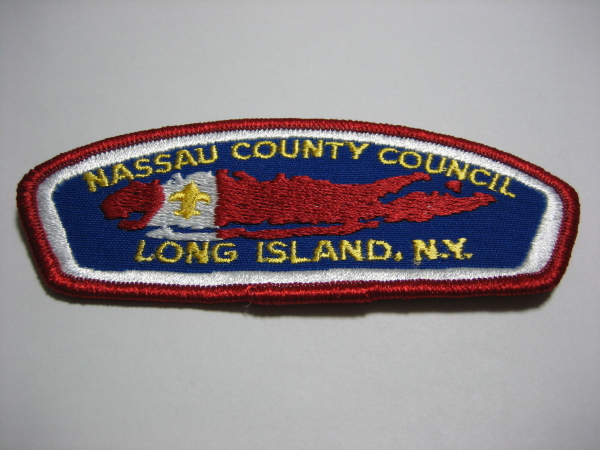 NASSAU COUNTY COUNCIL
LONG ISLAND, N.Y.